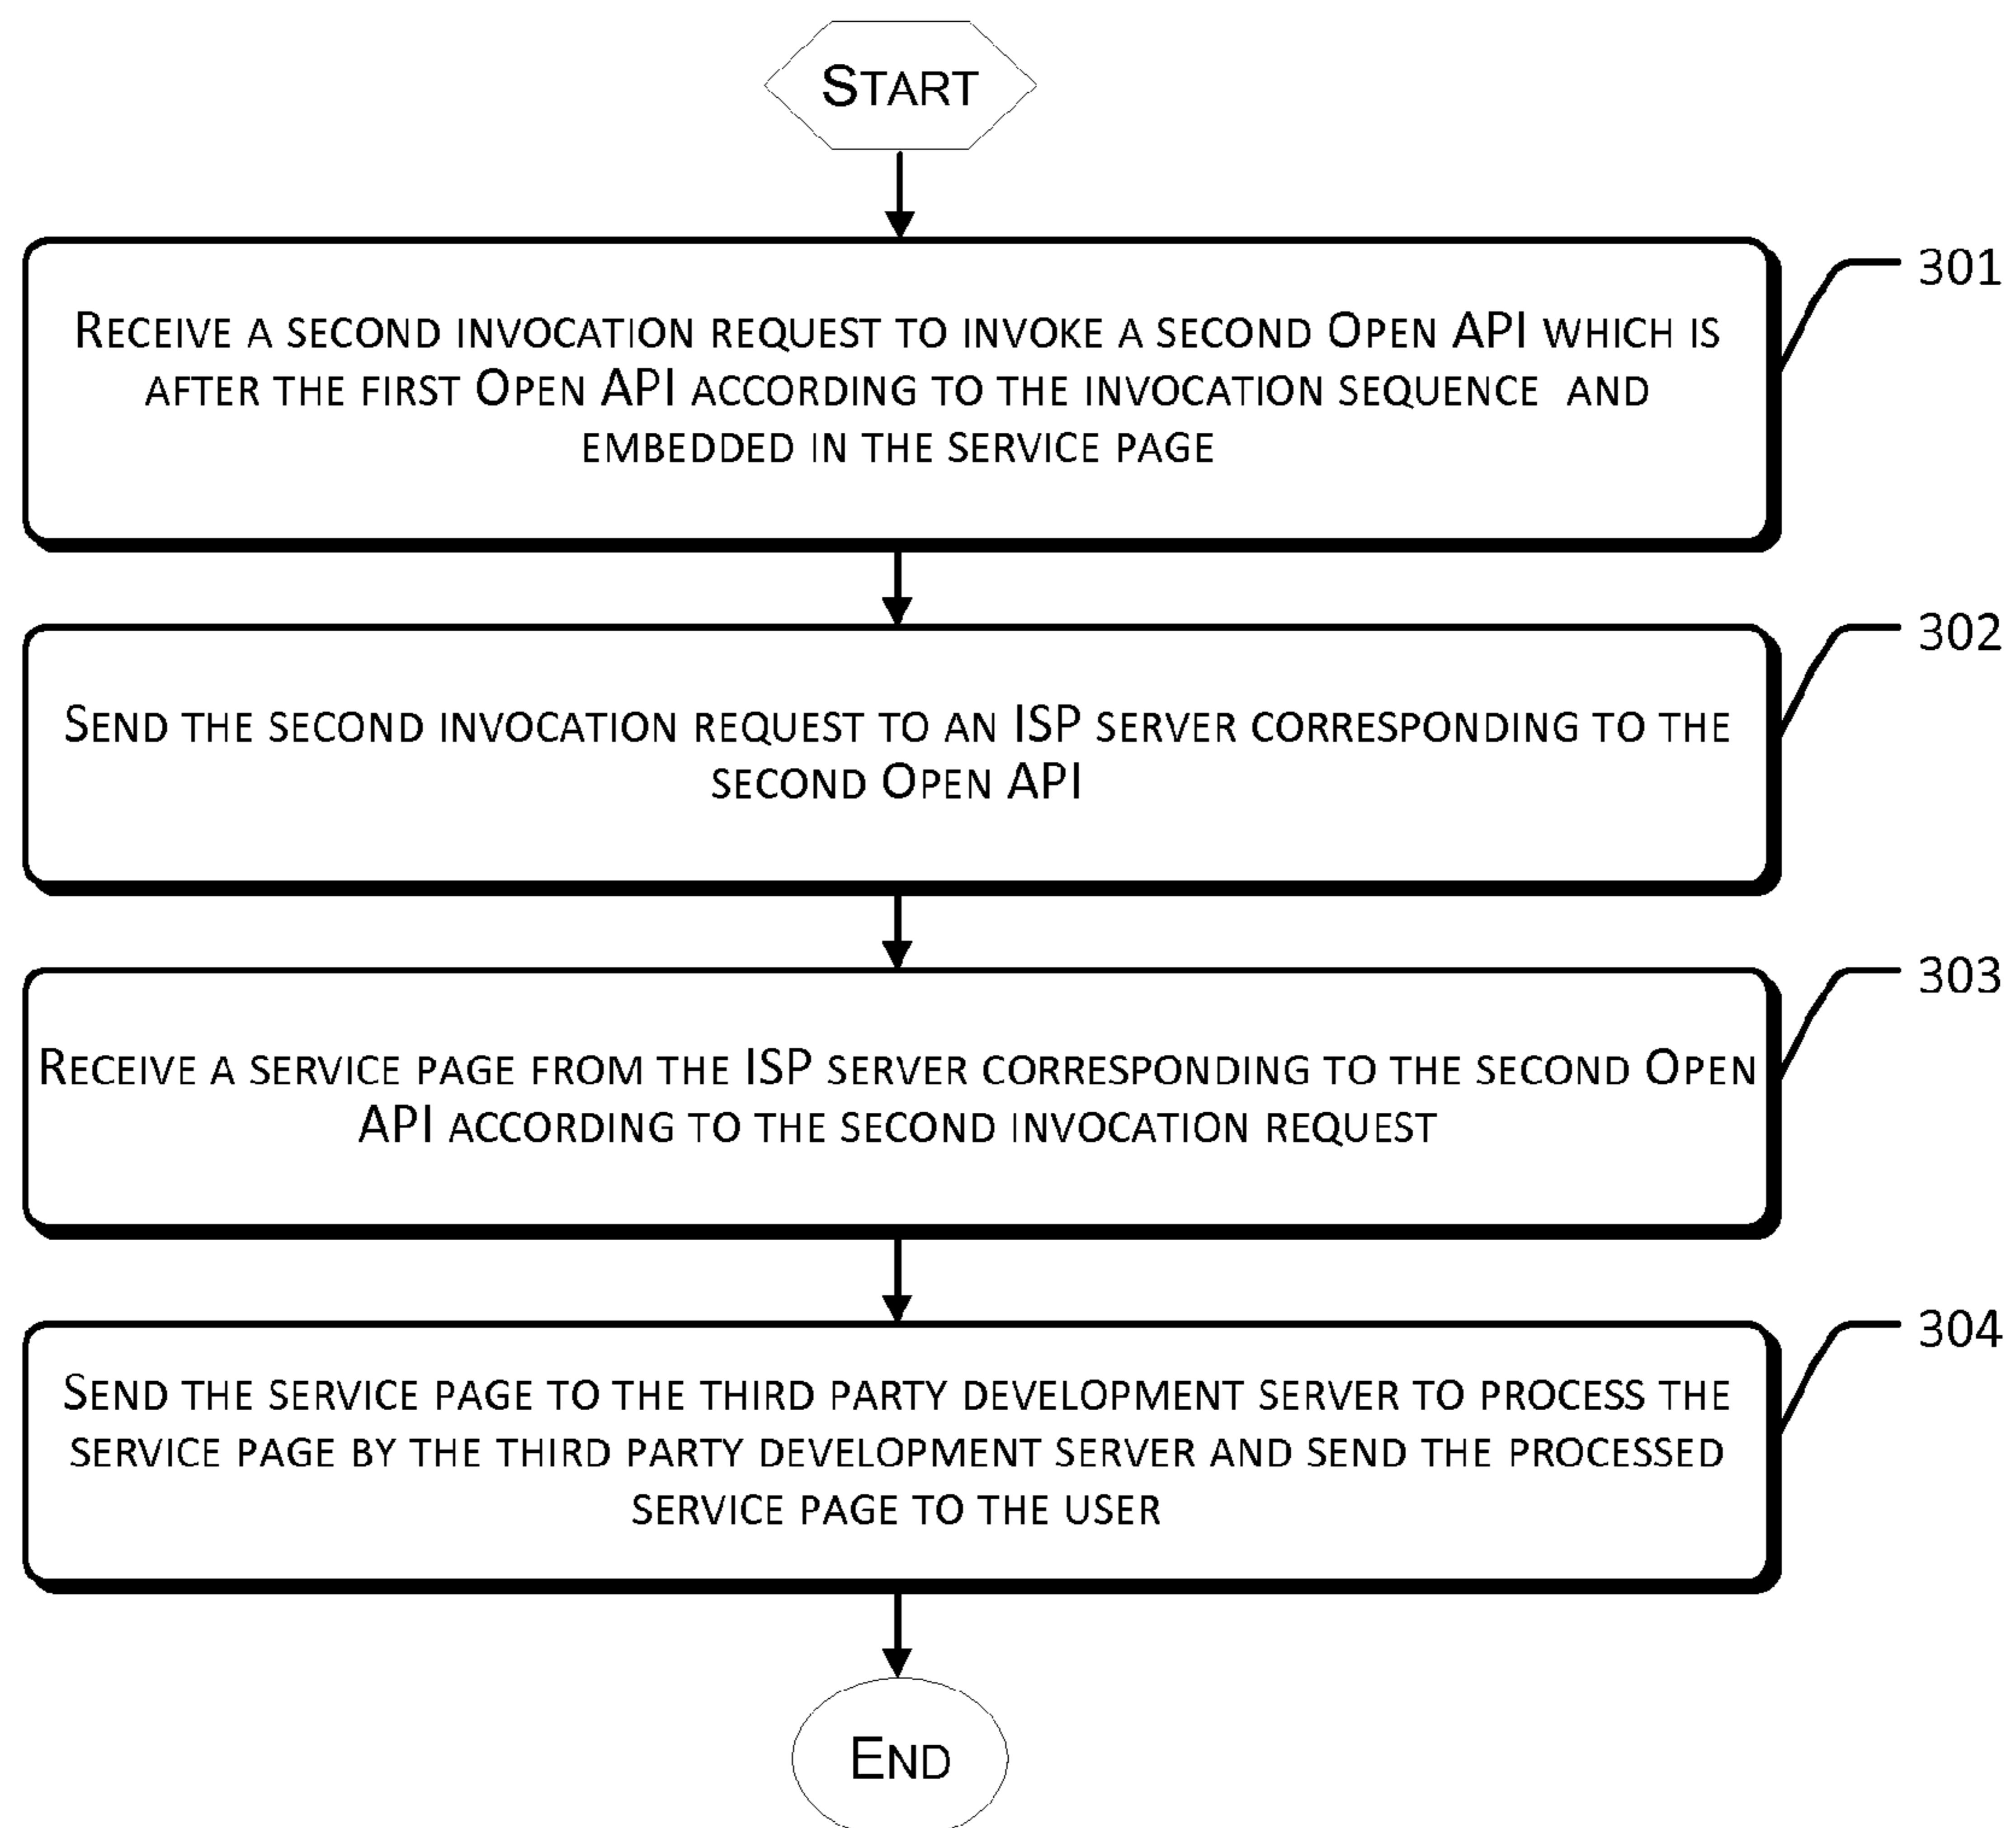 START
RECEIVE A SECOND INVOCATION REQUEST TO INVOKE A SECOND OPEN API WHICH IS
AFTER THE FIRST OPEN API ACCORDING TO THE INVOCATION SEQUENCE AND
EMBEDDED IN THE SERVICE PAGE
301
SEND THE SECOND INVOCATION REQUEST TO AN ISP SERVER CORRESPONDING TO THE
SECOND OPEN API
302
RECEIVE A SERVICE PAGE FROM THE ISP SERVER CORRESPONDING TO THE SECOND OPEN
API ACCORDING TO THE SECOND INVOCATION REQUEST
303
SEND THE SERVICE PAGE TO THE THIRD PARTY DEVELOPMENT SERVER TO PROCESS THE
SERVICE PAGE BY THE THIRD PARTY DEVELOPMENT SERVER AND SEND THE PROCESSED
SERVICE PAGE TO THE USER
304
END